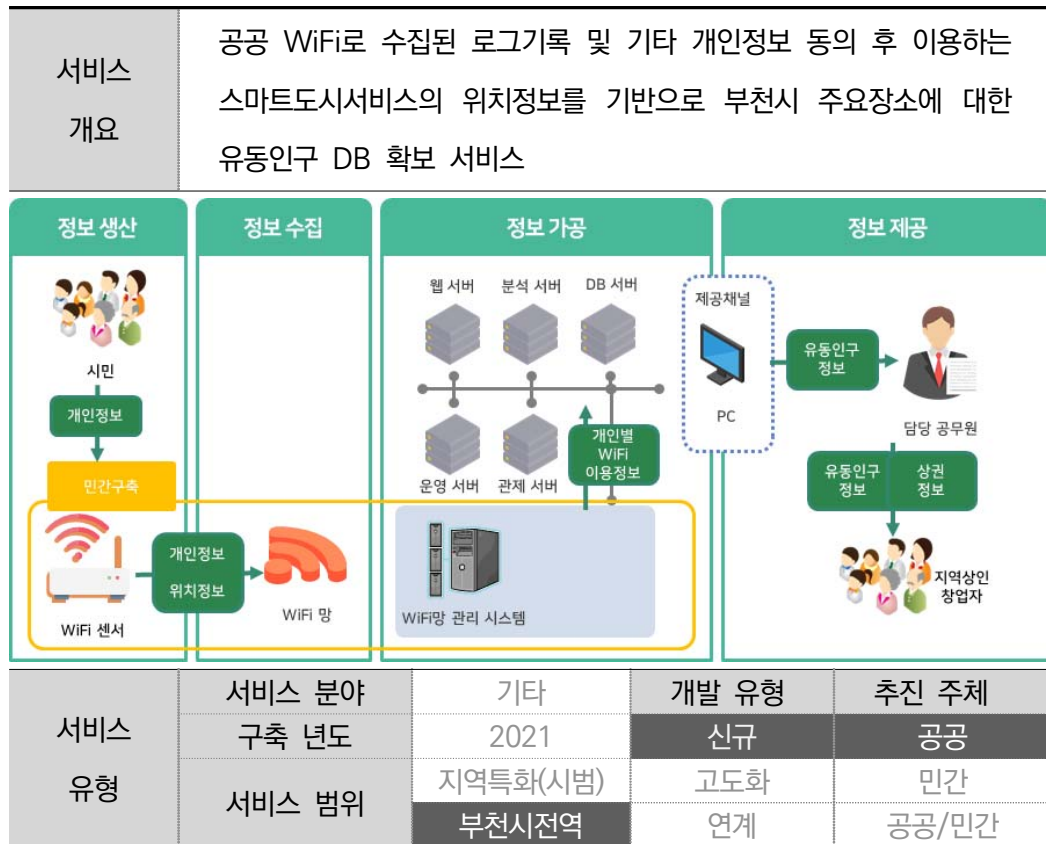 서비스
개요
공공 WiFi로 수집된 로그기록 및 기타 개인정보 동의 후 이용하는
스마트도시서비스의 위치정보를 기반으로 부천시 주요장소에 대한
유동인구 DB 확보 서비스
정보 생산
정보 수집
정보 가공
정보 제공
시민
개인정보
민간구축
WiFi 센서
개인정보
위치정보
WiFi 망
웹 서버
분석 서버
DB 서버
운영 서버
관제 서버
개인별
WiFi
이용정보
WiFi망 관리 시스템
제공채널
PC
유동인구
정보
담당 공무원
유동인구
정보
상권
정보
지역상인
창업자
서비스
유형
서비스 분야
기타
개발 유형
추진 주체
구축 년도
2021
신규
공공
서비스 범위
지역특화(시범)
고도화
민간
부천시전역
연계
공공/민간